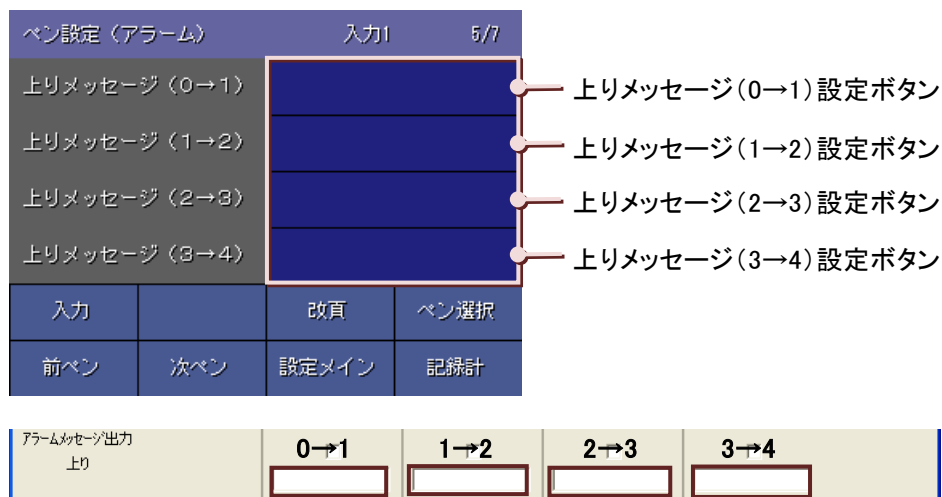 ペン設定(アラーム) 入力1 5/7
上りメッセージ(0→1)
上りメッセージ(1→2)
上りメッセージ(2→3)
上りメッセージ(3→4)
入力 改頁 ペン選択
前ペン 次ペン 設定メイン 記録計
上りメッセージ(0→1)設定ボタン
上りメッセージ(1→2)設定ボタン
上りメッセージ(2→3)設定ボタン
上りメッセージ(3→4)設定ボタン
アラームメッセージ出力
上り
0→1 1→2 2→3 3→4